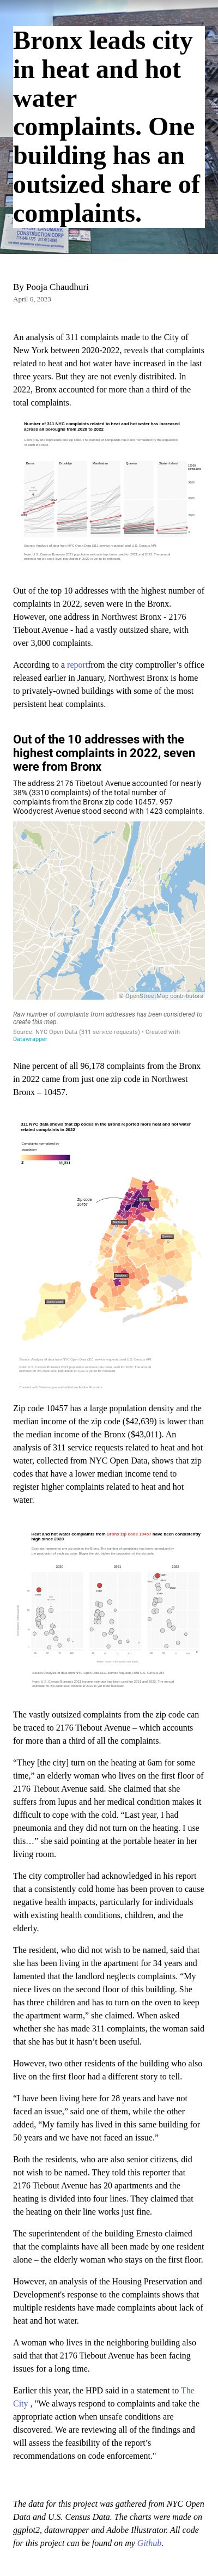 Bronx leads city
in heat and hot
water
complaints. One
building has an
outsized share of
complaints.
By Pooja Chaudhuri
April 6, 2023
An analysis of 311 complaints made to the City of
New York between 2020-2022, reveals that complaints
related to heat and hot water have increased in the last
three years. But they are not evenly distributed. In
2022, Bronx accounted for more than a third of the
total complaints.
Number of 311 NYC complaints related to heat and hot water has increased
across all boroughs from 2020 to 2022
Bronx Brooklyn Manhattan Queens Staten Island
Out of the top 10 addresses with the highest number of
complaints in 2022, seven were in the Bronx.
However, one address in Northwest Bronx - 2176
Tiebout Avenue - had a vastly outsized share, with
over 3,000 complaints.
According to a reportfrom the city comptroller’s office
released earlier in January, Northwest Bronx is home
to privately-owned buildings with some of the most
persistent heat complaints.
Out of the 10 addresses with the
highest complaints in 2022, seven
were from Bronx
The address 2176 Tibetout Avenue accounted for nearly
38% (3310 complaints) of the total number of
complaints from the Bronx zip code 10457. 957
Woodycrest Avenue stood second with 1423 complaints.
© OpenStreetMap contributors
Raw number of complaints from addresses has been considered to
create this map.
Source: NYC Open Data (311 service requests) • Created with
Datawrapper
Nine percent of all 96,178 complaints from the Bronx
in 2022 came from just one zip code in Northwest
Bronx – 10457.
311 NYC data shows that zip codes in the Bronx reported more heat and hot water
related complaints in 2022
Complaints normalized by
population
2 11,311
Zip code
10457
Zip code 10457 has a large population density and the
median income of the zip code ($42,639) is lower than
the median income of the Bronx ($43,011). An
analysis of 311 service requests related to heat and hot
water, collected from NYC Open Data, shows that zip
codes that have a lower median income tend to
register higher complaints related to heat and hot
water.
Heat and hot water complaints from Bronx zip code 10457 have been consistently
high since 2020
2020 2021 2022
The vastly outsized complaints from the zip code can
be traced to 2176 Tiebout Avenue – which accounts
for more than a third of all the complaints.
“They [the city] turn on the heating at 6am for some
time,” an elderly woman who lives on the first floor of
2176 Tiebout Avenue said. She claimed that she
suffers from lupus and her medical condition makes it
difficult to cope with the cold. “Last year, I had
pneumonia and they did not turn on the heating. I use
this…” she said pointing at the portable heater in her
living room.
The city comptroller had acknowledged in his report
that a consistently cold home has been proven to cause
negative health impacts, particularly for individuals
with existing health conditions, children, and the
elderly.
The resident, who did not wish to be named, said that
she has been living in the apartment for 34 years and
lamented that the landlord neglects complaints. “My
niece lives on the second floor of this building. She
has three children and has to turn on the oven to keep
the apartment warm,” she claimed. When asked
whether she has made 311 complaints, the woman said
that she has but it hasn’t been useful.
However, two other residents of the building who also
live on the first floor had a different story to tell.
“I have been living here for 28 years and have not
faced an issue,” said one of them, while the other
added, “My family has lived in this same building for
50 years and we have not faced an issue.”
Both the residents, who are also senior citizens, did
not wish to be named. They told this reporter that
2176 Tiebout Avenue has 20 apartments and the
heating is divided into four lines. They claimed that
the heating on their line works just fine.
The superintendent of the building Ernesto claimed
that the complaints have all been made by one resident
alone – the elderly woman who stays on the first floor.
However, an analysis of the Housing Preservation and
Development's response to the complaints shows that
multiple residents have made complaints about lack of
heat and hot water.
A woman who lives in the neighboring building also
said that that 2176 Tiebout Avenue has been facing
issues for a long time.
Earlier this year, the HPD said in a statement to The
City , "We always respond to complaints and take the
appropriate action when unsafe conditions are
discovered. We are reviewing all of the findings and
will assess the feasibility of the report’s
recommendations on code enforcement."
The data for this project was gathered from NYC Open
Data and U.S. Census Data. The charts were made on
ggplot2, datawrapper and Adobe Illustrator. All code
for this project can be found on my Github.